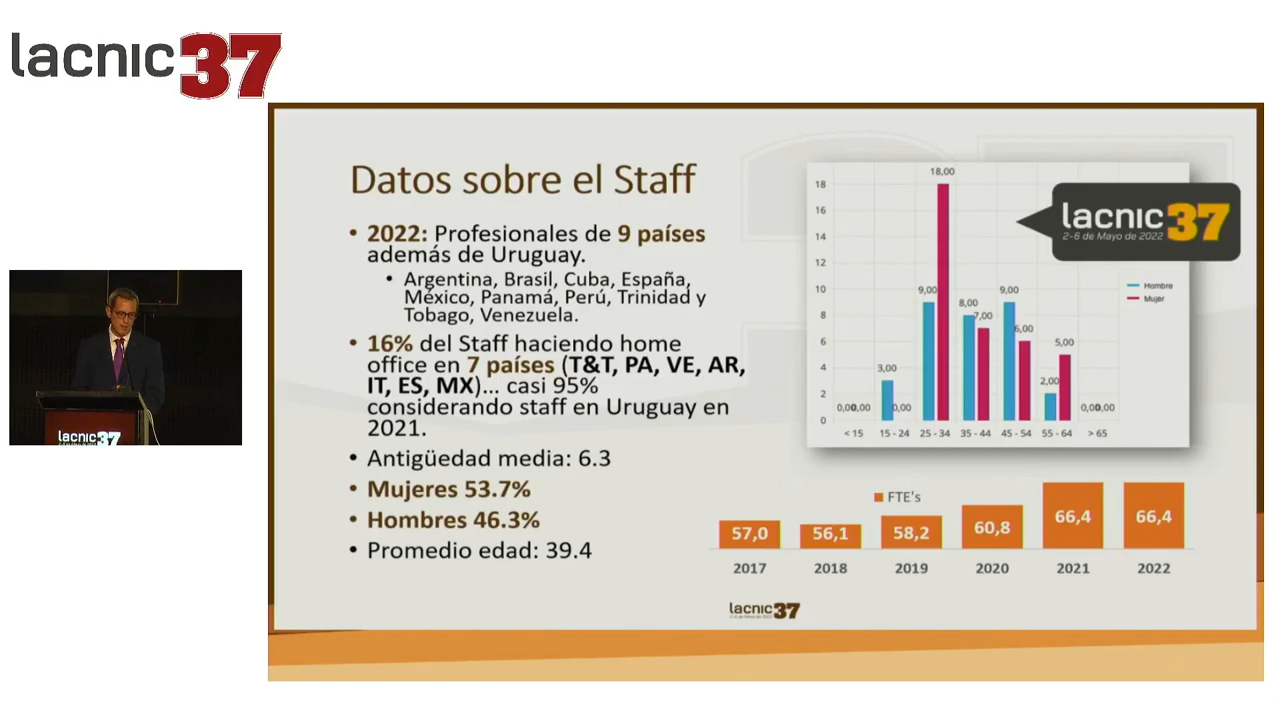 lacnic37
Datos sobre el Staff
• 2022: Profesionales de 9 países
además de Uruguay.
• Argentina, Brasil, Cuba, España,
México, Panamá, Perú, Trinidad y
Tobago, Venezuela.
• 16% del Staff haciendo home
office en 7 países (T&T, PA, VE, AR,
IT, ES, MX)... casi 95%
considerando staff en Uruguay en
2021.
• Antigüedad media: 6.3
• Mujeres 53.7%
• Hombres 46.3%
• Promedio edad: 39.4
18,00
18
16
14
12
10
8
6
4
2
0
0,00
0,00
3,00
0,00
9,00
8,00
7,00
9,00
6,00
2,00
5,00
0,00
0,00
< 15
15 - 24
25 - 34
35 - 44
45 - 54
55 - 64
> 65
Hombre
Mujer
lacnic37
2-6 de Mayo de 2022
FTE's
57,0
56,1
58,2
60,8
66,4
66,4
2017
2018
2019
2020
2021
2022
lacnic37
lacnic37